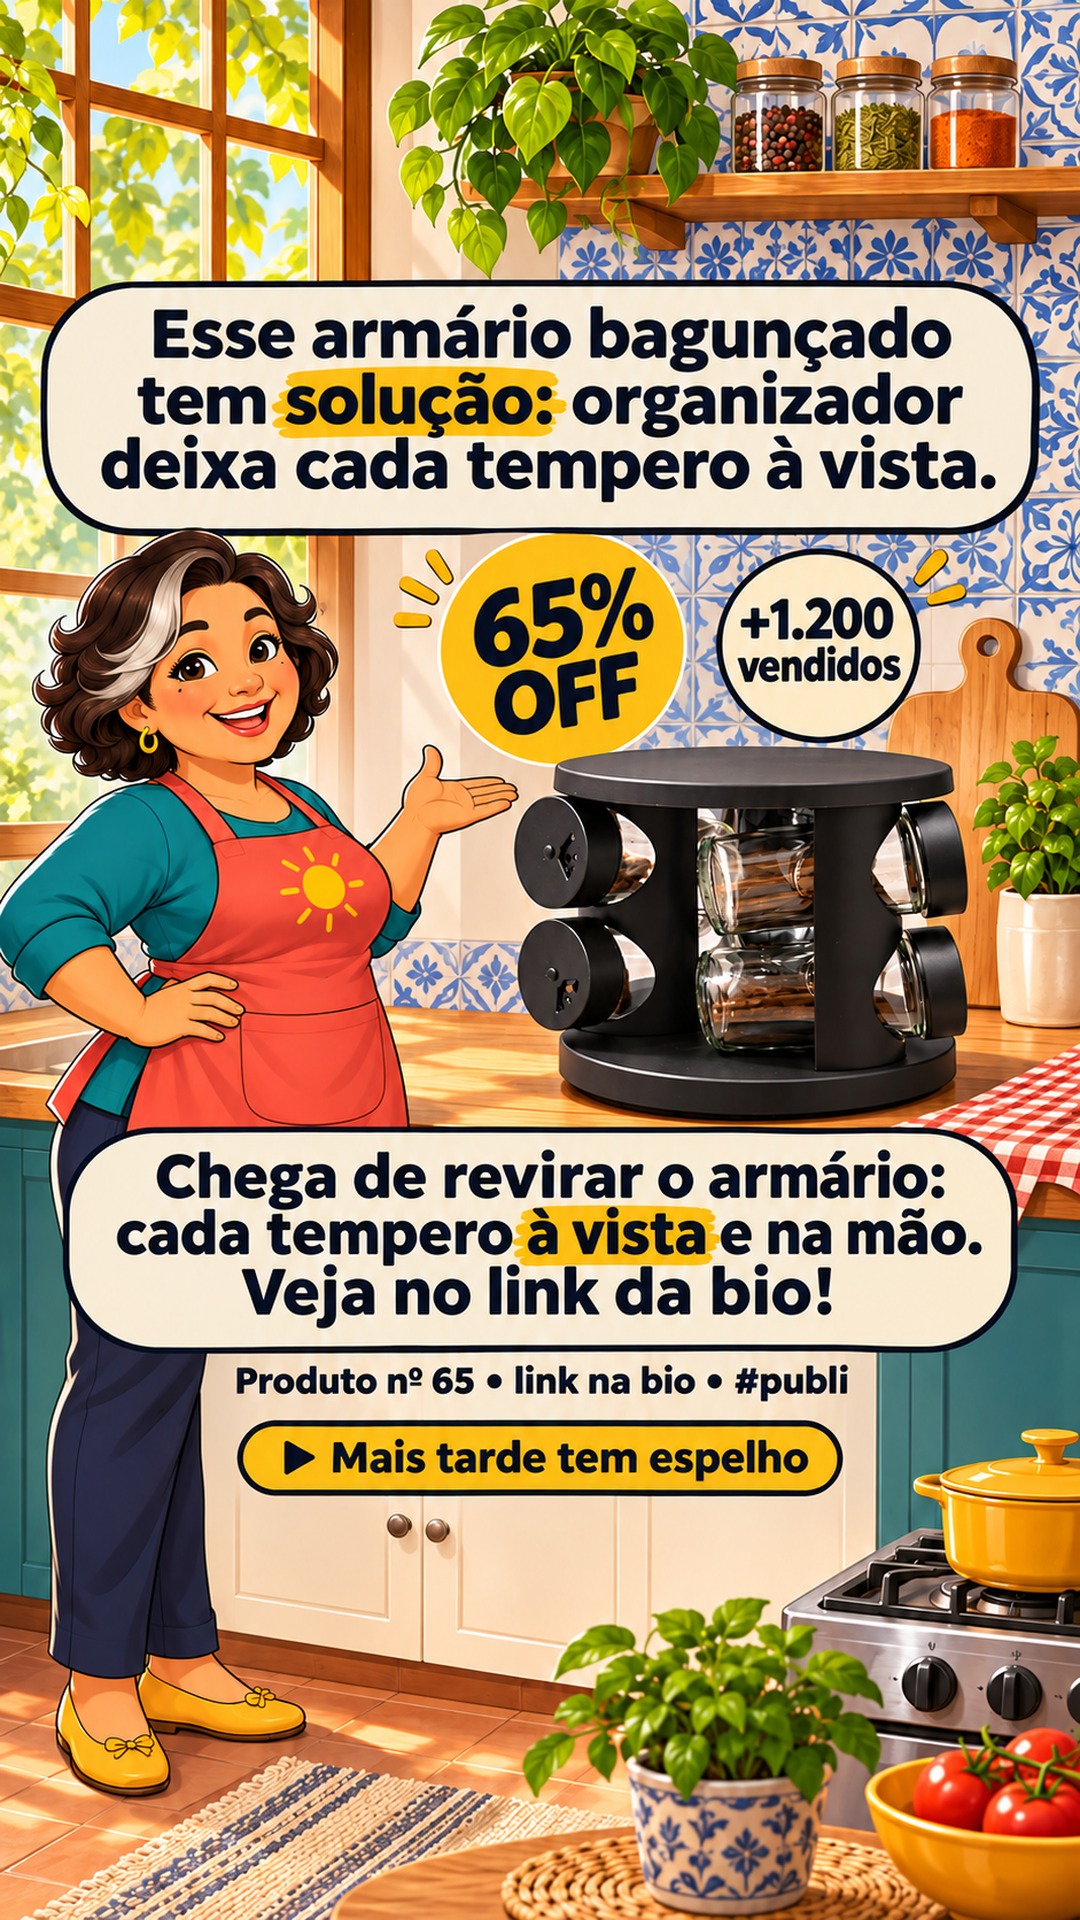 Esse armário bagunçado
tem solução: organizador
deixa cada tempero à vista.
65%
OFF
+1.200
vendidos
Chega de revirar o armário:
cada tempero à vista e na mão.
Veja no link da bio!
Produto nº 65 • link na bio • #publi
▶ Mais tarde tem espelho